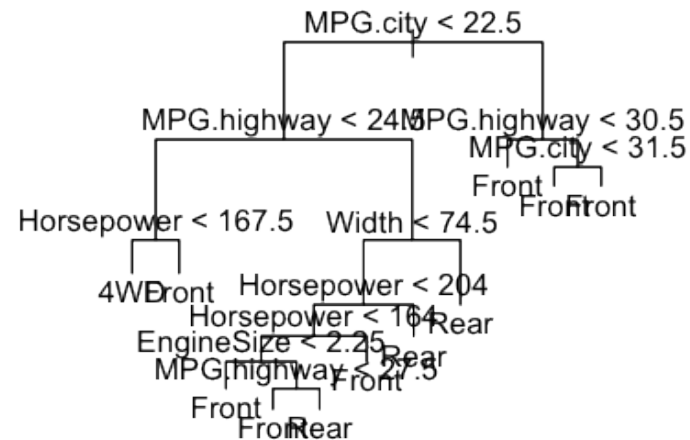 MPG.city < 22.5
MPG.highway < 24.5
MPG.highway < 30.5
MPG.city < 31.5
Front
Front
Front
Horsepower < 167.5
Width < 74.5
4WD
Front
Horsepower < 204
Rear
Horsepower < 164
Rear
EngineSize < 2.25
Front
MPG.highway < 27.5
Front
Front
Rear